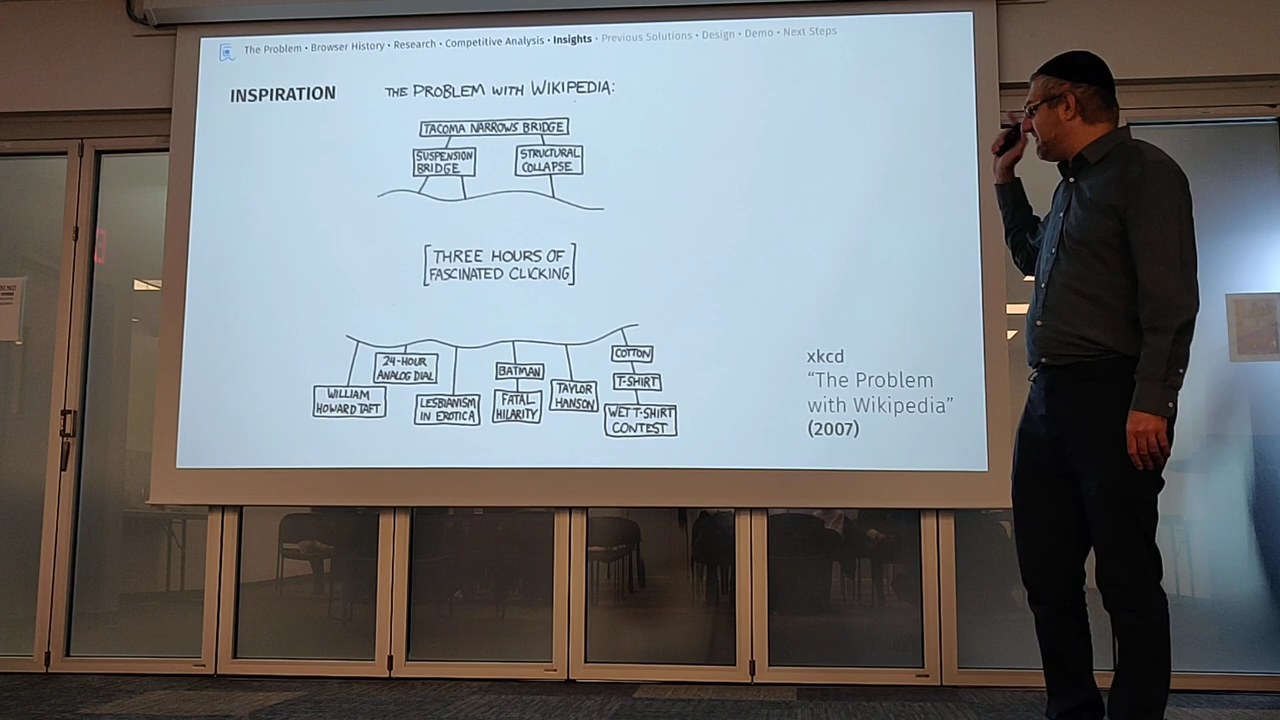 The Problem • Browser History • Research • Competitive Analysis • Insights • Previous Solutions • Design • Demo • Next Steps
INSPIRATION
THE PROBLEM WITH WIKIPEDIA:
TACOMA NARROWS BRIDGE
SUSPENSION
BRIDGE
STRUCTURAL
COLLAPSE
[THREE HOURS OF
FASCINATED CLICKING]
WILLIAM
HOWARD TAFT
24-HOUR
ANALOG DIAL
LESBIANISM
IN EROTICA
BATMAN
FATAL
HILARITY
TAYLOR
HANSON
COTTON
T-SHIRT
WET T-SHIRT
CONTEST
xkcd
“The Problem
with Wikipedia”
(2007)